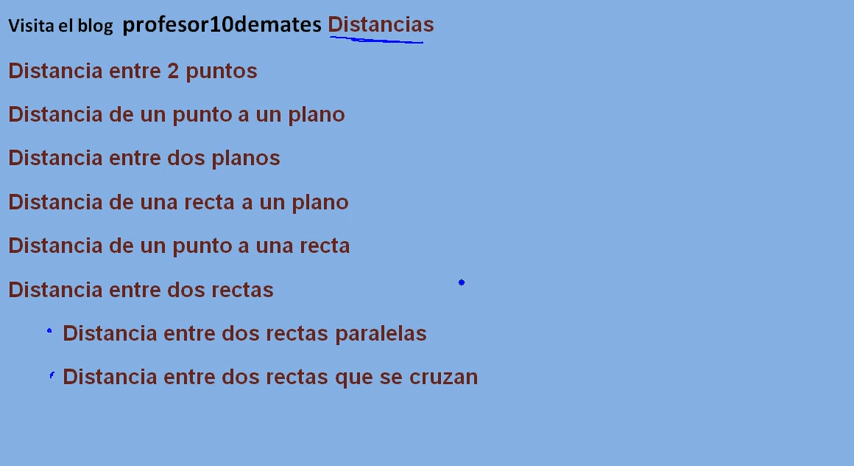 Visita el blog profesor10demates Distancias
Distancia entre 2 puntos
Distancia de un punto a un plano
Distancia entre dos planos
Distancia de una recta a un plano
Distancia de un punto a una recta
Distancia entre dos rectas
Distancia entre dos rectas paralelas
Distancia entre dos rectas que se cruzan